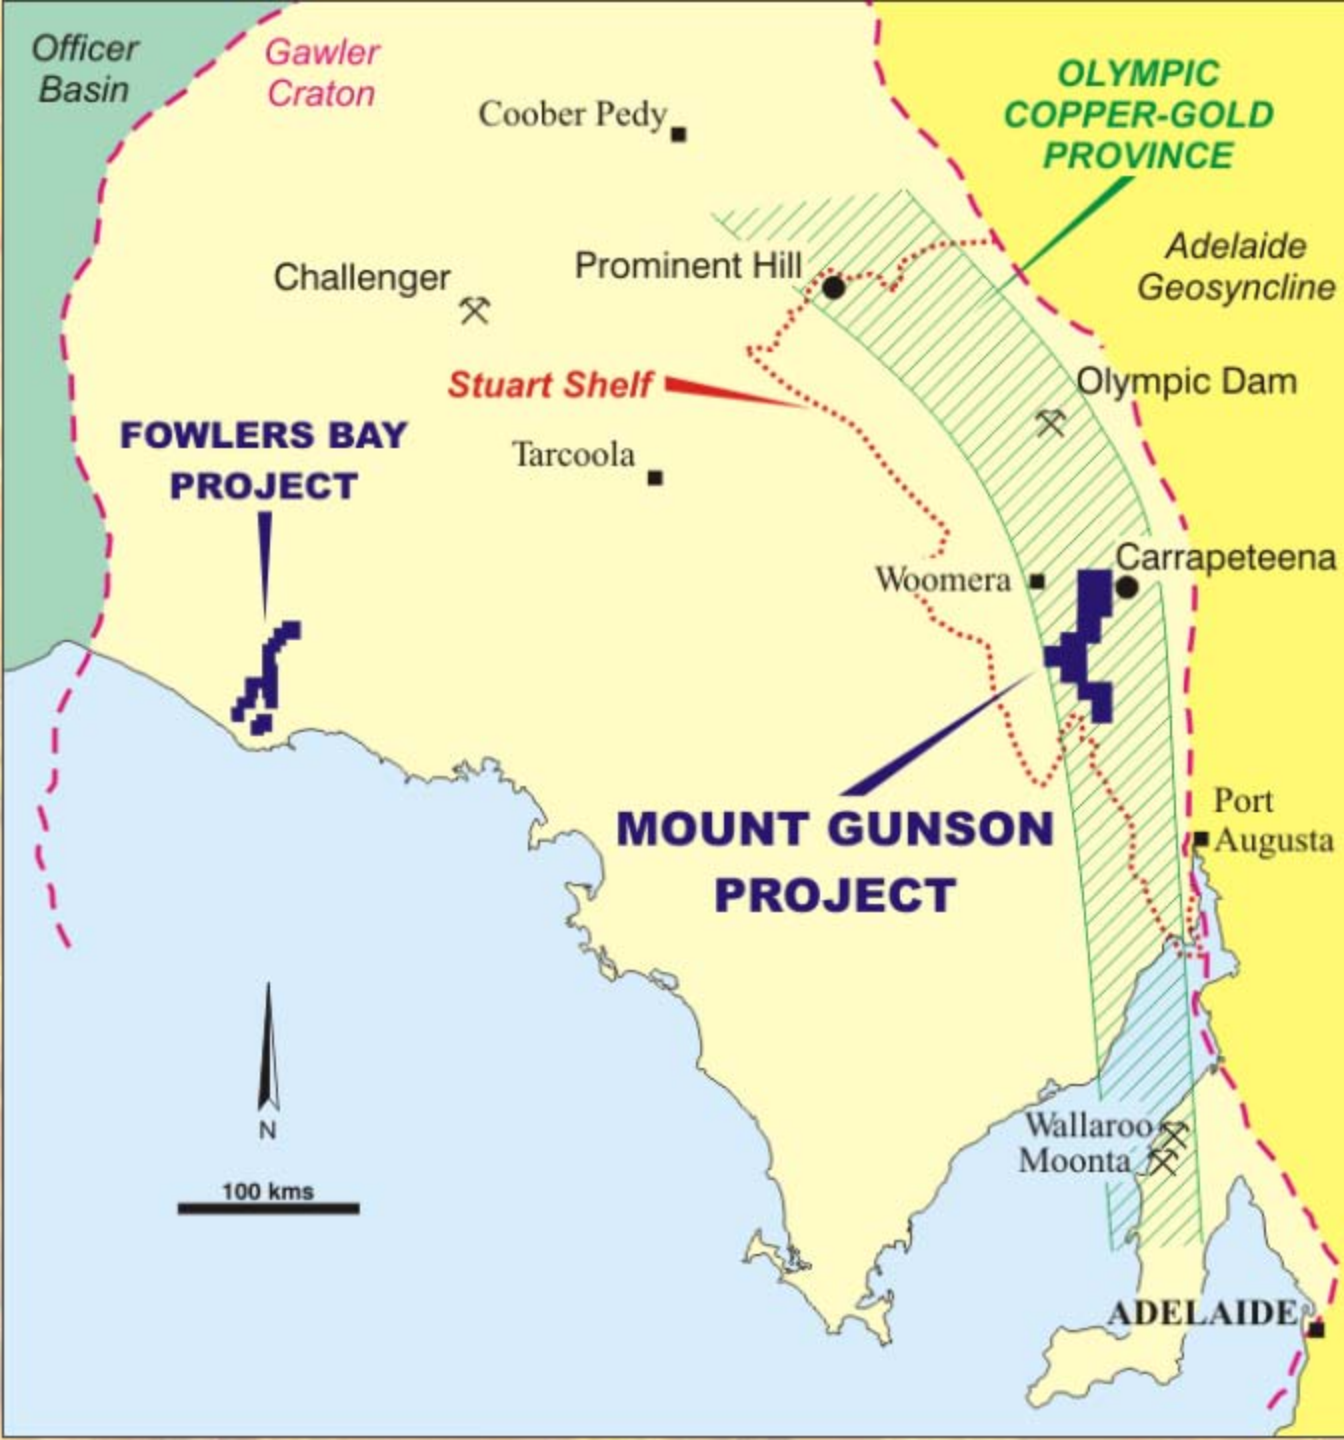 Officer
Basin
Gawler
Craton
Coober Pedy
OLYMPIC
COPPER-GOLD
PROVINCE
Adelaide
Geosyncline
Challenger
Prominent Hill
Stuart Shelf
Olympic Dam
FOWLERS BAY
PROJECT
Tarcoola
Woomera
Carrapeteena
MOUNT GUNSON
PROJECT
Port
Augusta
N
100 kms
Wallaroo
Moonta
ADELAIDE